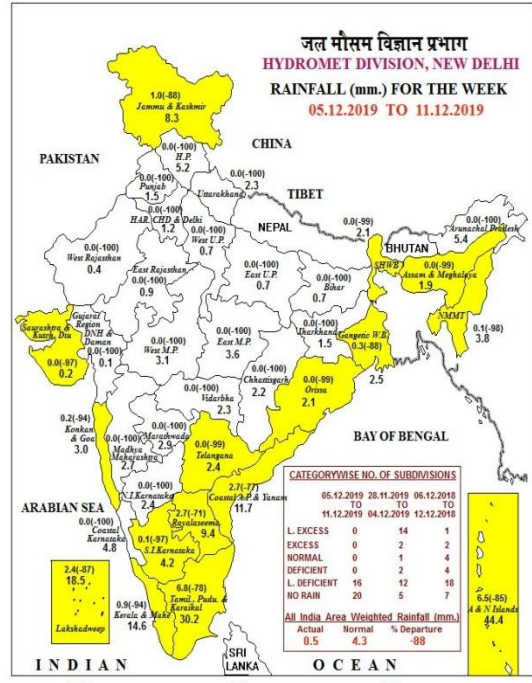 जल मौसम विज्ञान प्रभाग
HYDROMET DIVISION, NEW DELHI
RAINFALL (mm.) FOR THE WEEK
05.12.2019 TO 11.12.2019
1.0(-88)
Jammu & Kashmir
8.3
CHINA
PAKISTAN
0.0(-100)
H.P.
5.2
0.0(-100)
Punjab
1.5
0.0(-100)
Uttarakhand
2.3
TIBET
0.0(-100)
HAR. CHD & Delhi
1.2
0.0(-100)
West U.P.
0.7
NEPAL
0.0(-99)
2.1
SHWB
BHUTAN
0.0(-100)
Arunachal Pradesh
5.4
0.0(-100)
West Rajasthan
0.4
East Rajasthan
0.0(-100)
0.9
0.0(-100)
East U.P.
0.7
0.0(-100)
Bihar
0.7
0.0(-99)
Assam & Meghalaya
1.9
NMMT
0.1(-98)
3.8
Saurashtra &
Kutch, Diu
0.0(-97)
0.2
Gujarat
Region
DNH &
Daman
0.0(-100)
0.1
0.0(-100)
West M.P.
3.1
0.0(-100)
East M.P.
3.6
0.0(-100)
Jharkhand
1.5
Gangetic W.B.
0.3(-88)
2.5
0.0(-100)
Chhattisgarh
2.2
0.0(-99)
Orissa
2.1
0.0(-100)
Vidarbha
2.3
0.2(-94)
Konkan
& Goa
3.0
0.0(-100)
Madhya
Maharashtra
2.7
0.0(-100)
Marathwada
2.9
0.0(-99)
Telangana
2.4
BAY OF BENGAL
2.7(-77)
Coastal A.P & Yanam
11.7
ARABIAN SEA
0.0(-100)
N.I.Karnataka
2.4
2.7(-71)
Rayalaseema
9.4
0.0(-100)
Coastal
Karnataka
4.8
0.1(-97)
S.I.Karnataka
4.2
2.4(-87)
18.5
Lakshadweep
0.9(-94)
Kerala & Mahe
14.6
6.8(-78)
Tamil, Pudu. &
Karaikal
30.2
CATEGORYWISE NO. OF SUBDIVISIONS
05.12.2019 28.11.2019 06.12.2018
TO TO TO
11.12.2019 04.12.2019 12.12.2018
L. EXCESS 0 14 1
EXCESS 0 2 2
NORMAL 0 1 4
DEFICIENT 0 2 4
L. DEFICIENT 16 12 18
NO RAIN 20 5 7
All India Area Weighted Rainfall (mm.)
Actual Normal % Departure
0.5 4.3 -88
6.5(-85)
A & N Islands
44.4
SRI
LANKA
INDIAN OCEAN